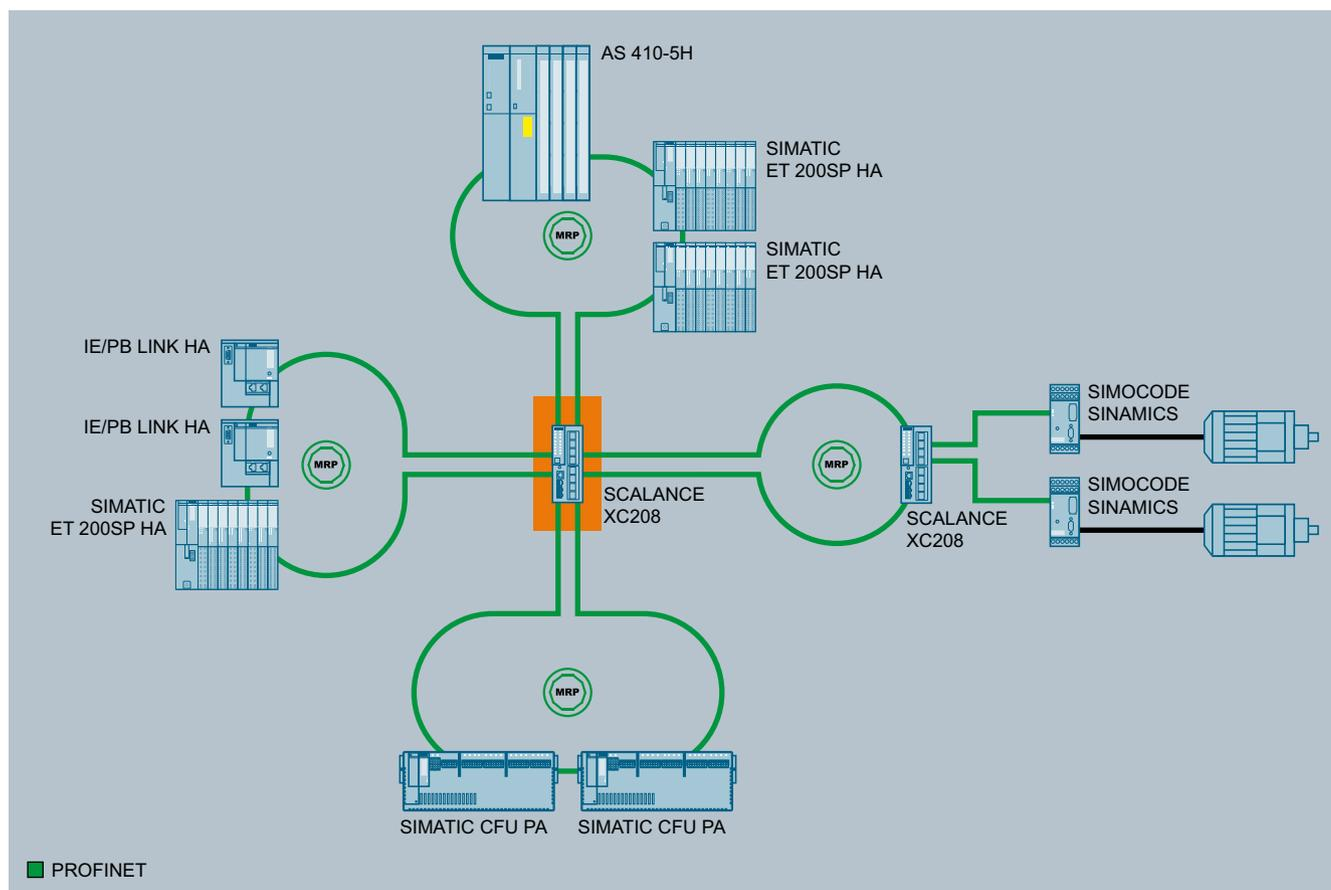 AS 410-5H
SIMATIC
ET 200SP HA
MRP
SIMATIC
ET 200SP HA
IE/PB LINK HA
IE/PB LINK HA
MRP
SIMATIC
ET 200SP HA
SCALANCE
XC208
MRP
SCALANCE
XC208
SIMOCODE
SINAMICS
SIMOCODE
SINAMICS
MRP
SIMATIC CFU PA
SIMATIC CFU PA
PROFINET